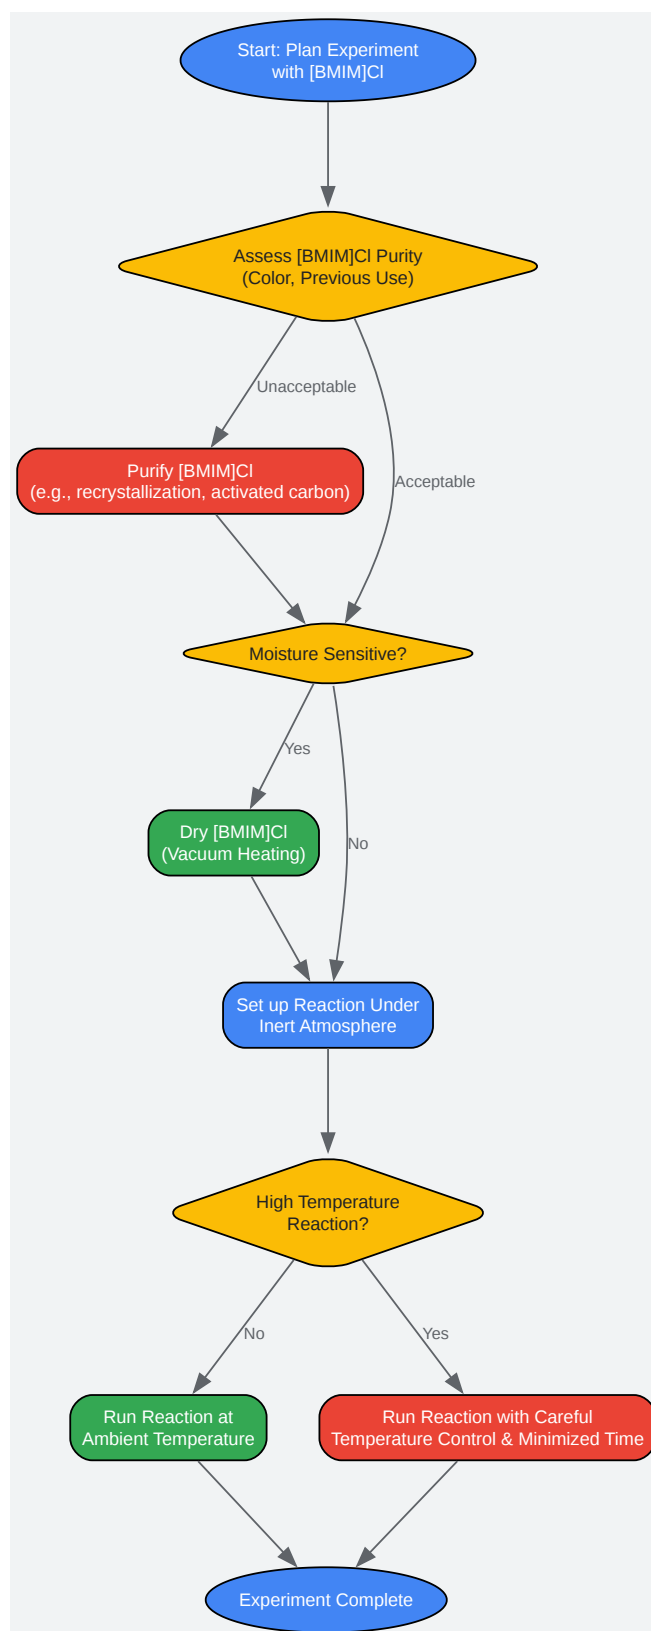 Start: Plan Experiment
with [BMIM]Cl
Assess [BMIM]Cl Purity
(Color, Previous Use)
Unacceptable
Purify [BMIM]Cl
(e.g., recrystallization, activated carbon)
Acceptable
Moisture Sensitive?
Yes
Dry [BMIM]Cl
(Vacuum Heating)
No
Set up Reaction Under
Inert Atmosphere
High Temperature
Reaction?
No
Yes
Run Reaction at
Ambient Temperature
Run Reaction with Careful
Temperature Control & Minimized Time
Experiment Complete